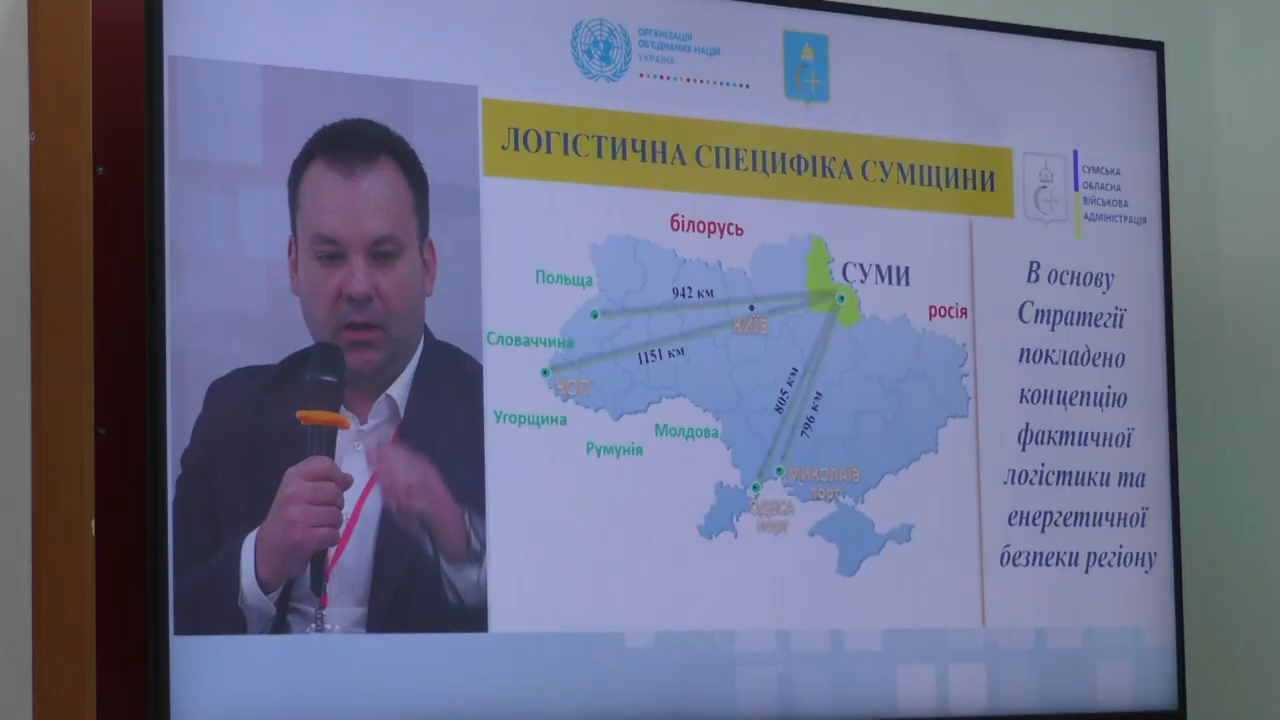 ОРГАНІЗАЦІЯ
ОБ'ЄДНАНИХ НАЦІЙ
УКРАЇНА
ЛОГІСТИЧНА СПЕЦИФІКА СУМЩИНИ
СУМСЬКА
ОБЛАСНА
ВІЙСЬКОВА
АДМІНІСТРАЦІЯ
білорусь
Польща
942 км
СУМИ
КИЇВ
росія
Словаччина
1151 км
ЧОП
805 км
796 км
Угорщина
Молдова
Румунія
МИКОЛАЇВ
порт
ОДЕСА
порт
В основу
Стратегії
покладено
концепцію
фактичної
логістики та
енергетичної
безпеки регіону